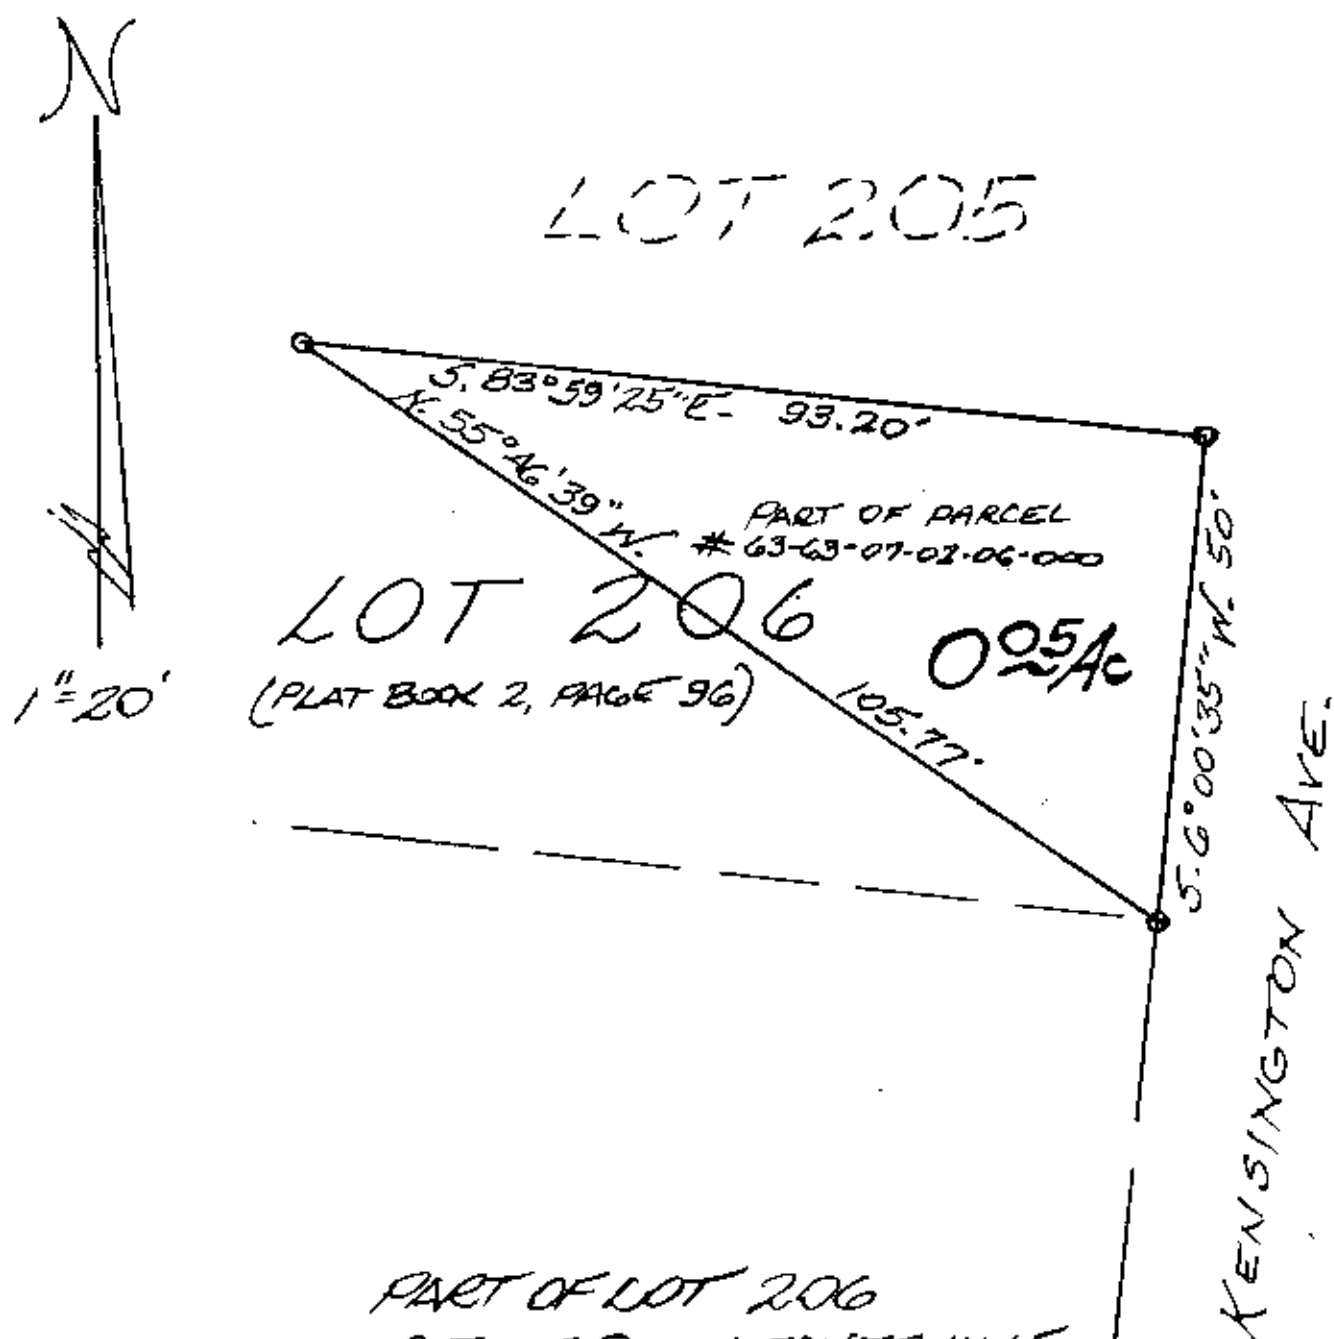 N
LOT 205
S. 83°59'25"E- 93.20'
N. 55°46'39" W.
105.77'
PART OF PARCEL
# 63-63-07-02-06-000
LOT 206
(PLAT BOOK 2, PAGE 96)
0 05/Ac
S. 6°00'35" W. 50'
1"=20'
KENSINGTON AVE.
PART OF LOT 206